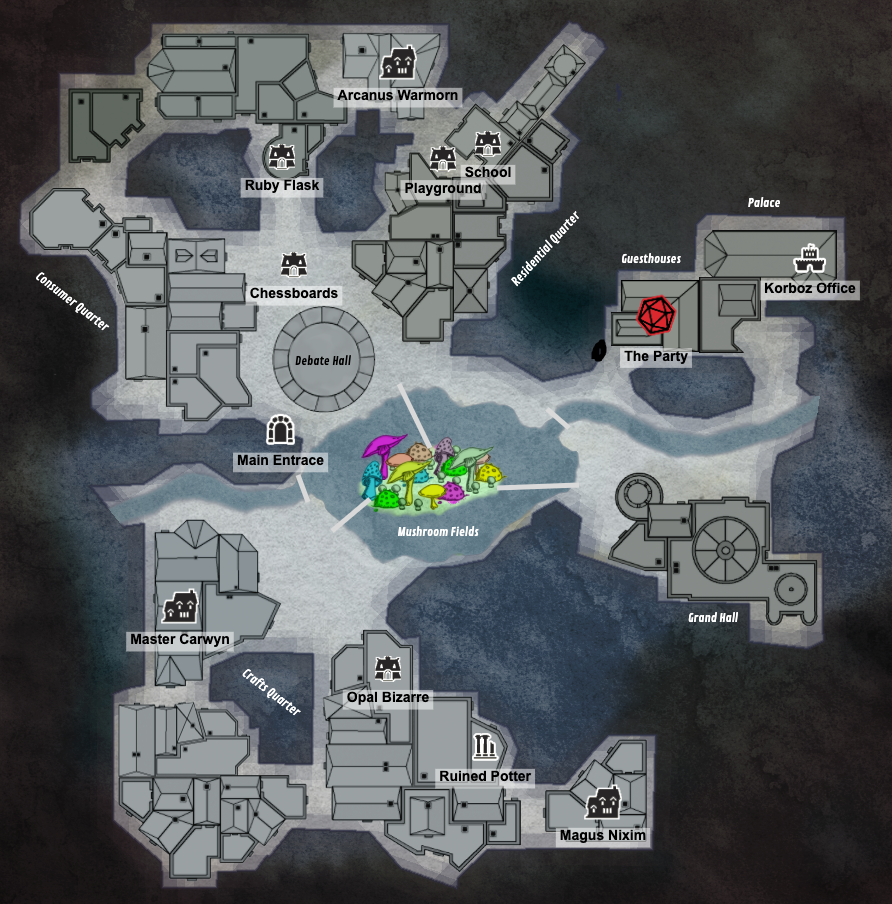 Arcanus Warmorn
School
Ruby Flask
Playground
Palace
Residential Quarter
Guesthouses
Korboz Office
Consumer Quarter
Chessboards
The Party
Debate Hall
Main Entrace
Mushroom Fields
Grand Hall
Master Carwyn
Crafts Quarter
Opal Bizarre
Ruined Potter
Magus Nixim